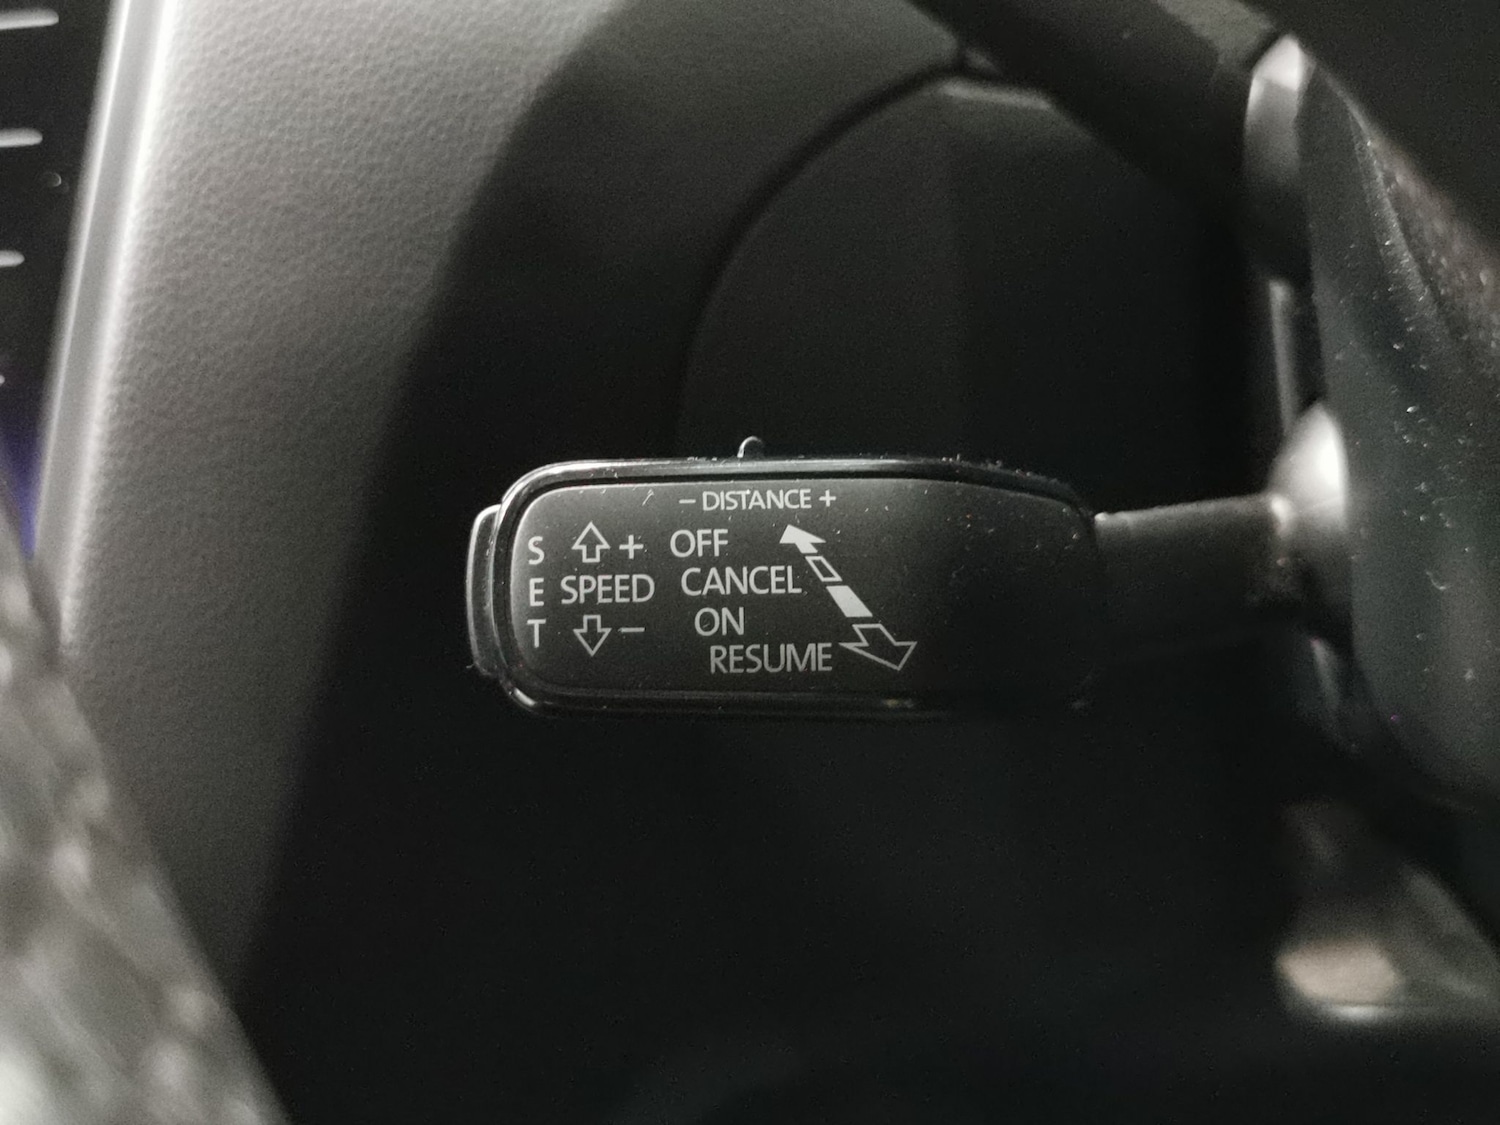 – DISTANCE +
S + OFF
E SPEED CANCEL
T – ON
RESUME